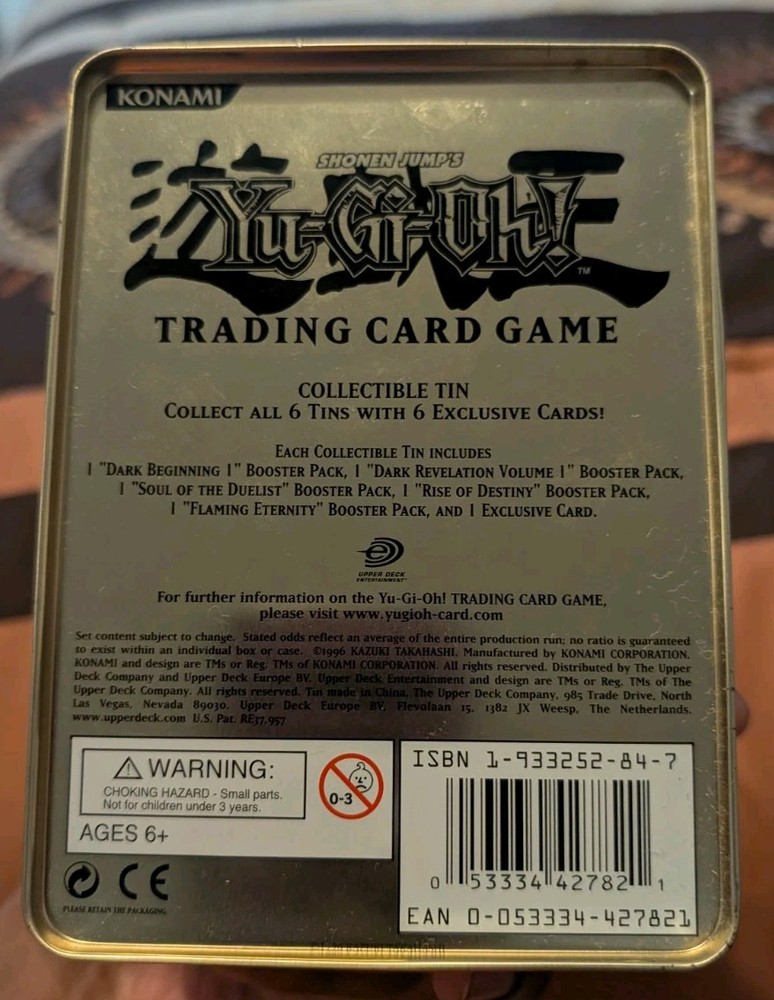 KONAMI
SHONEN JUMP'S
遊戯王
Yu-Gi-Oh!
TM
TRADING CARD GAME
COLLECTIBLE TIN
COLLECT ALL 6 TINS WITH 6 EXCLUSIVE CARDS!
EACH COLLECTIBLE TIN INCLUDES
1 "DARK BEGINNING 1" BOOSTER PACK, 1 "DARK REVELATION VOLUME 1" BOOSTER PACK,
1 "SOUL OF THE DUELIST" BOOSTER PACK, 1 "RISE OF DESTINY" BOOSTER PACK,
1 "FLAMING ETERNITY" BOOSTER PACK, AND 1 EXCLUSIVE CARD.
UPPER DECK
ENTERTAINMENT
For further information on the Yu-Gi-Oh! TRADING CARD GAME,
please visit www.yugioh-card.com
Set content subject to change. Stated odds reflect an average of the entire production run; no ratio is guaranteed
to exist within an individual box or case. ©1996 KAZUKI TAKAHASHI. Manufactured by KONAMI CORPORATION.
KONAMI and design are TMs or Reg. TMs of KONAMI CORPORATION. All rights reserved. Distributed by The Upper
Deck Company and Upper Deck Europe BV. Upper Deck Entertainment and design are TMs or Reg. TMs of The
Upper Deck Company. All rights reserved. Tin made in China. The Upper Deck Company, 985 Trade Drive, North
Las Vegas, Nevada 89030. Upper Deck Europe BV, Flevolaan 15, 1382 JX Weesp, The Netherlands.
www.upperdeck.com U.S. Pat. RE37,957
WARNING:
CHOKING HAZARD - Small parts.
Not for children under 3 years.
0-3
AGES 6+
CE
PLEASE RETAIN THE PACKAGING
ISBN 1-933252-84-7
0 53334 42782 1
EAN 0-053334-427821